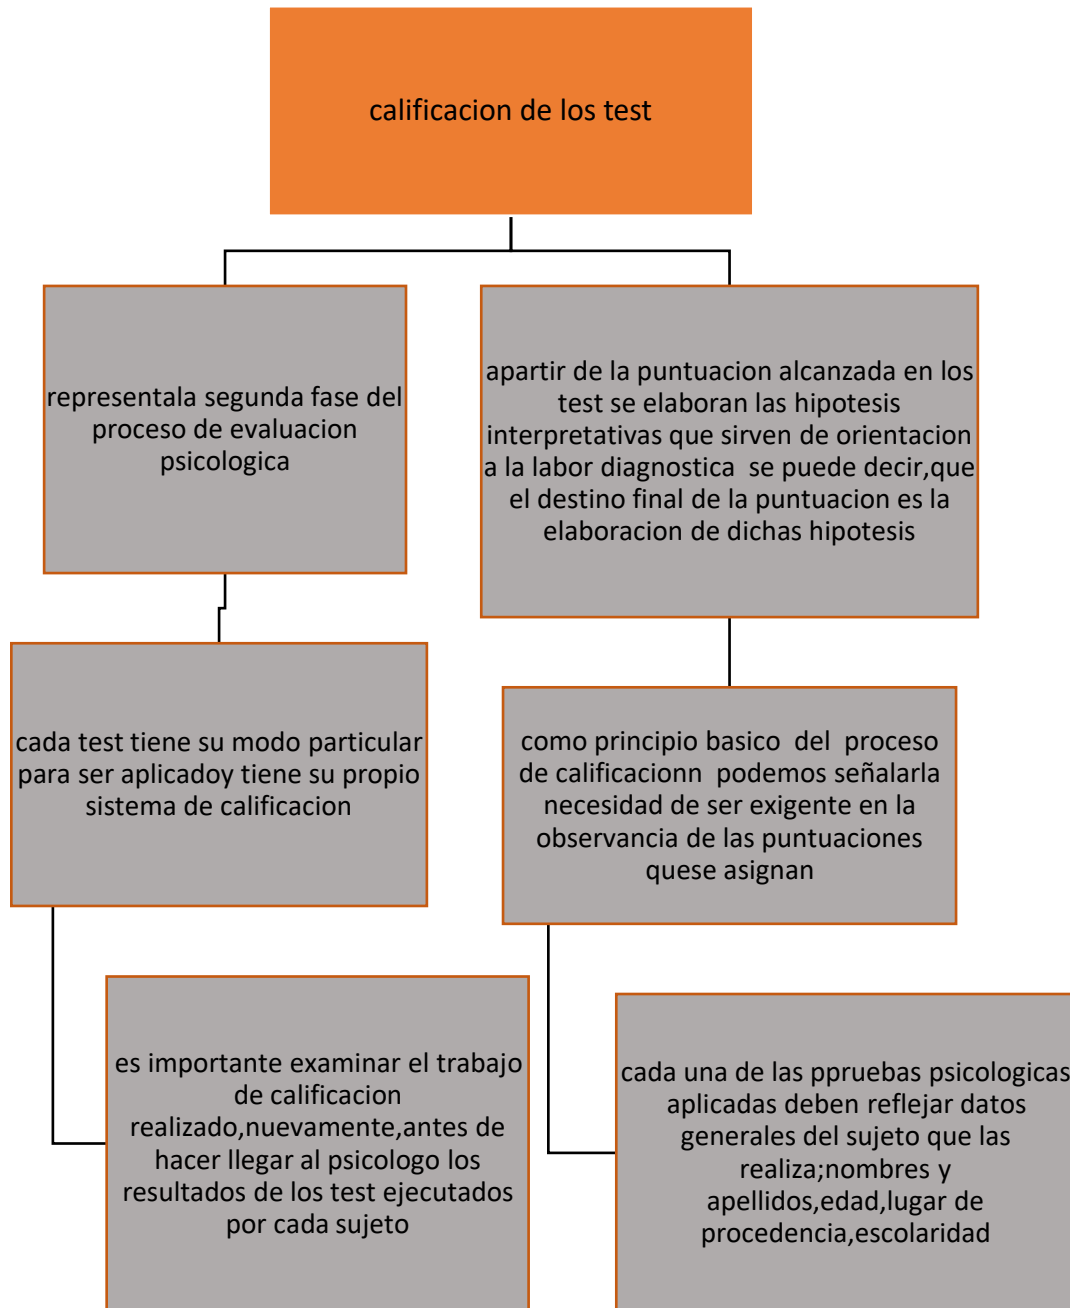 calificacion de los test
representala segunda fase del
proceso de evaluacion
psicologica
apartir de la puntuacion alcanzada en los
test se elaboran las hipotesis
interpretativas que sirven de orientacion
a la labor diagnostica  se puede decir,que
el destino final de la puntuacion es la
elaboracion de dichas hipotesis
cada test tiene su modo particular
para ser aplicadoy tiene su propio
sistema de calificacion
como principio basico  del  proceso
de calificacionn  podemos señalarla
necesidad de ser exigente en la
observancia de las puntuaciones
quese asignan
es importante examinar el trabajo
de calificacion
realizado,nuevamente,antes de
hacer llegar al psicologo los
resultados de los test ejecutados
por cada sujeto
cada una de las ppruebas psicologicas
aplicadas deben reflejar datos
generales del sujeto que las
realiza;nombres y
apellidos,edad,lugar de
procedencia,escolaridad